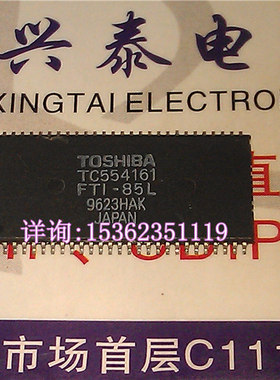 兴泰电
XINGTAI ELECTRO
TOSHIBA
TC554161
FTI-85L
9623HAK
JAPAN
直
详询: 15362351119
市场首层C11